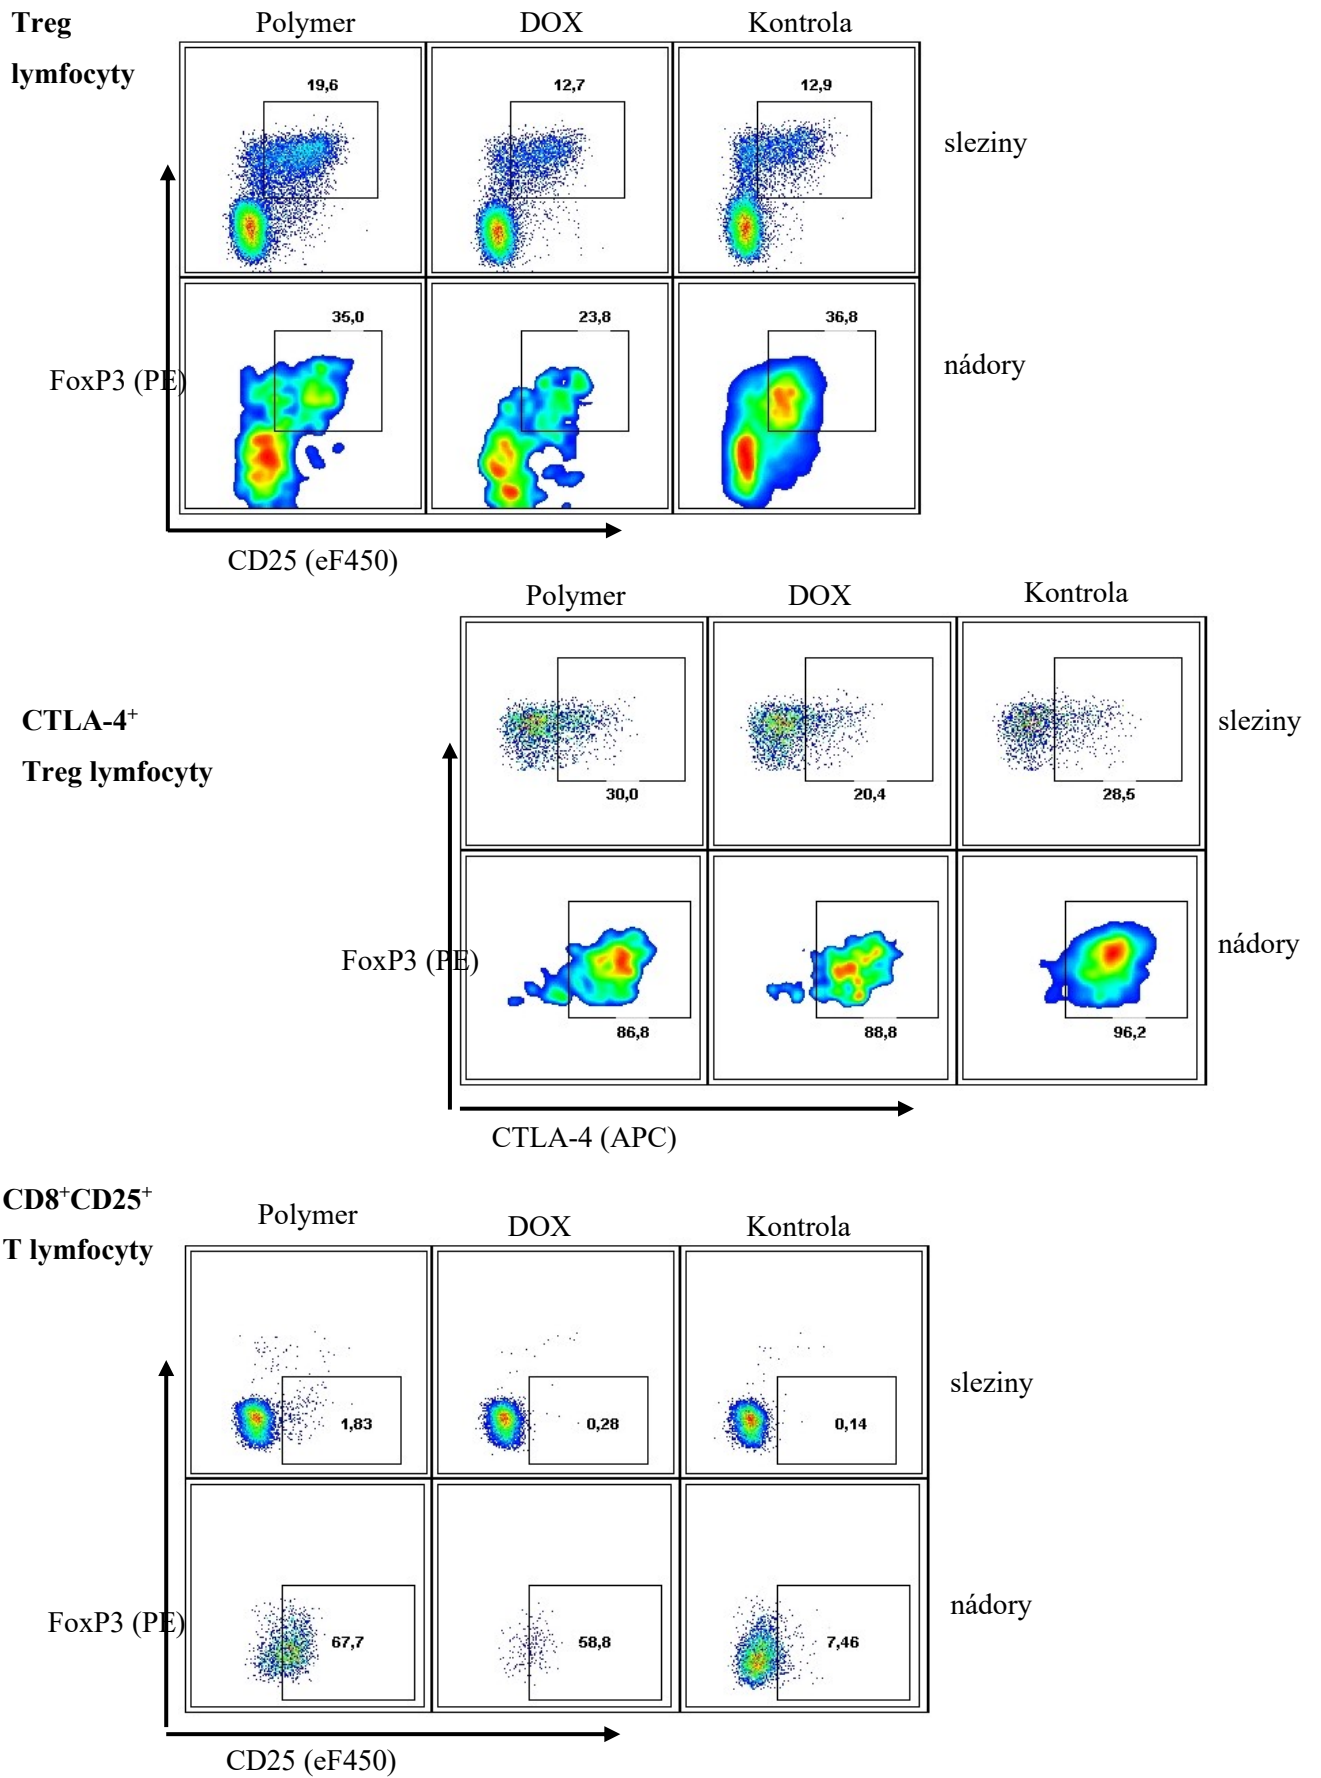 Treg
lymfocyty
Polymer DOX Kontrola
19,6 12,7 12,9
sleziny
35,0 23,8 36,8
nádory
FoxP3 (PE)
CD25 (eF450)
Polymer DOX Kontrola
CTLA-4⁺
Treg lymfocyty
sleziny
30,0 20,4 28,5
FoxP3 (PE)
nádory
86,8 88,8 96,2
CTLA-4 (APC)
CD8⁺CD25⁺
T lymfocyty
Polymer DOX Kontrola
sleziny
1,83 0,28 0,14
nádory
FoxP3 (PE)
67,7 58,8 7,46
CD25 (eF450)